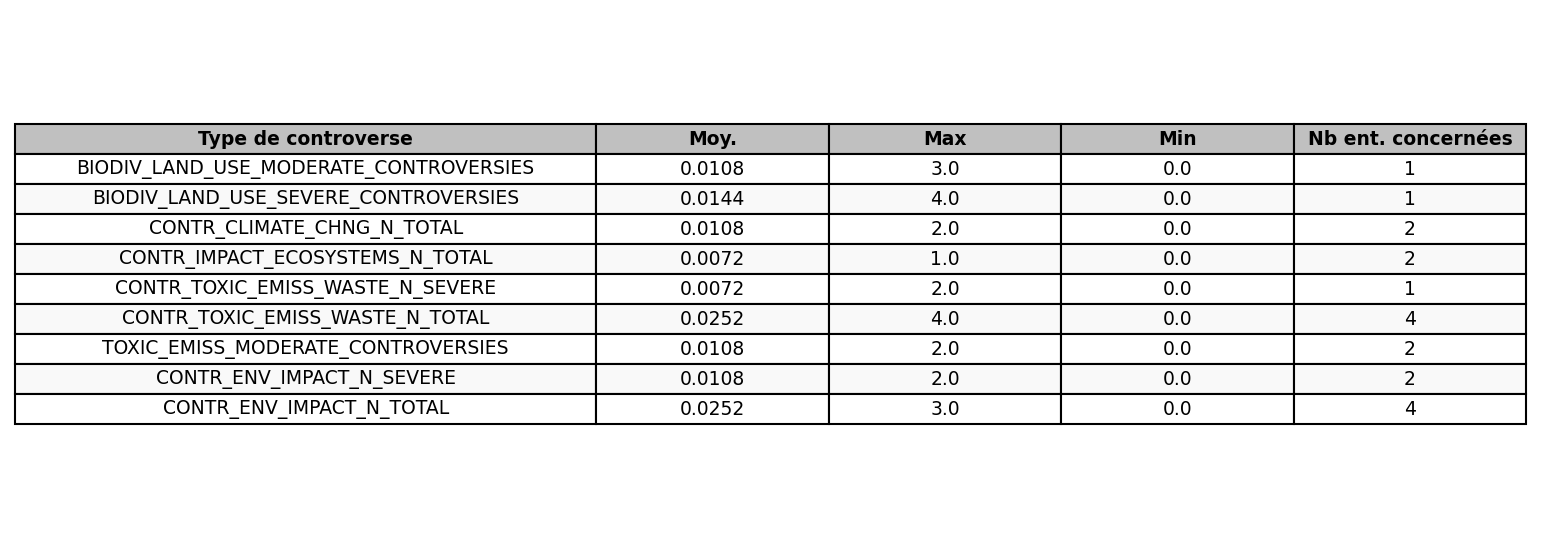 Type de controverse Moy. Max Min Nb ent. concernées
BIODIV_LAND_USE_MODERATE_CONTROVERSIES 0.0108 3.0 0.0 1
BIODIV_LAND_USE_SEVERE_CONTROVERSIES 0.0144 4.0 0.0 1
CONTR_CLIMATE_CHNG_N_TOTAL 0.0108 2.0 0.0 2
CONTR_IMPACT_ECOSYSTEMS_N_TOTAL 0.0072 1.0 0.0 2
CONTR_TOXIC_EMISS_WASTE_N_SEVERE 0.0072 2.0 0.0 1
CONTR_TOXIC_EMISS_WASTE_N_TOTAL 0.0252 4.0 0.0 4
TOXIC_EMISS_MODERATE_CONTROVERSIES 0.0108 2.0 0.0 2
CONTR_ENV_IMPACT_N_SEVERE 0.0108 2.0 0.0 2
CONTR_ENV_IMPACT_N_TOTAL 0.0252 3.0 0.0 4